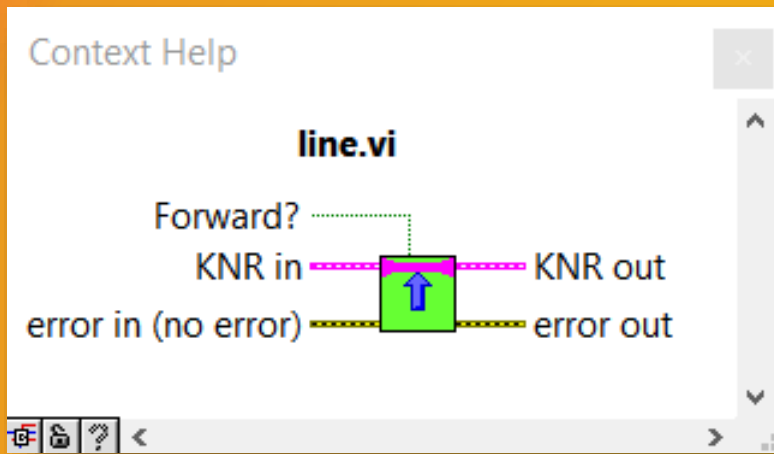 Context Help
line.vi
Forward?
KNR in
KNR out
error in (no error)
error out
?